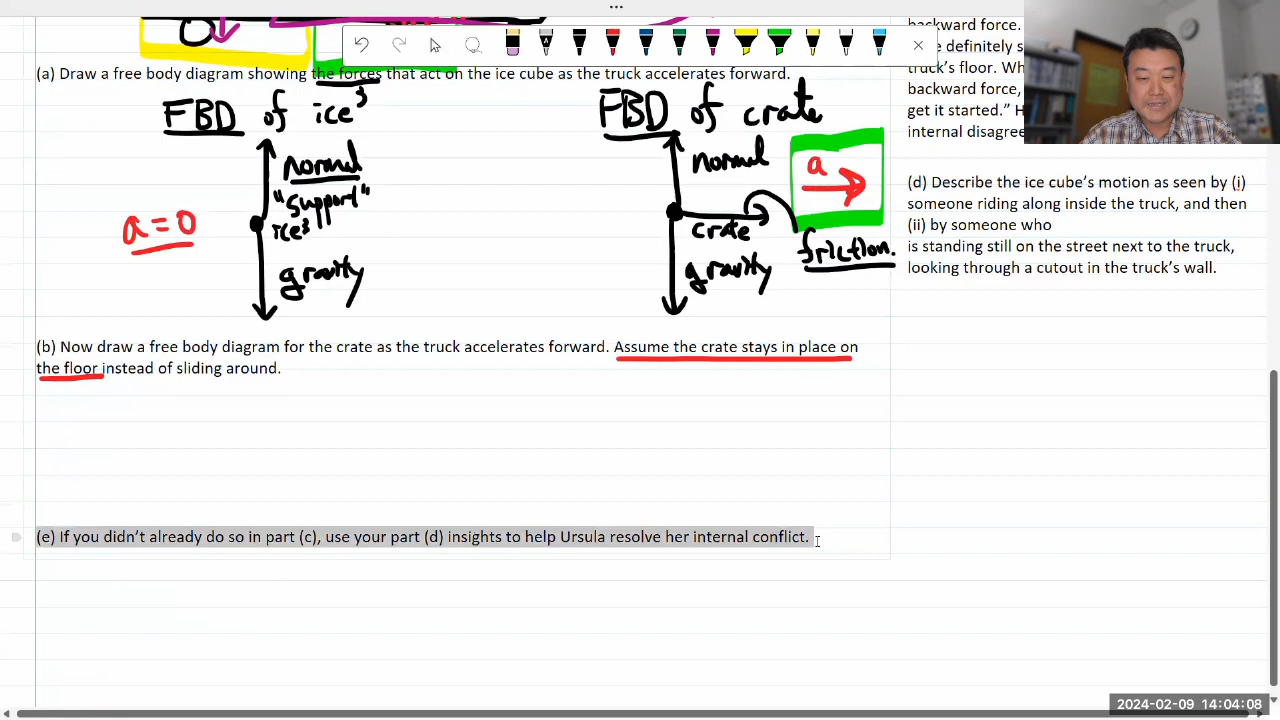 (a) Draw a free body diagram showing the forces that act on the ice cube as the truck accelerates forward.
FBD of ice³
normal
"support"
ice³
gravity
a = 0
FBD of crate
normal
crate
gravity
a
friction.
(b) Now draw a free body diagram for the crate as the truck accelerates forward. Assume the crate stays in place on
the floor instead of sliding around.
(e) If you didn't already do so in part (c), use your part (d) insights to help Ursula resolve her internal conflict.
backward force.
definitely s
truck's floor. Wh
backward force,
get it started." H
internal disagree
(d) Describe the ice cube's motion as seen by (i)
someone riding along inside the truck, and then
(ii) by someone who
is standing still on the street next to the truck,
looking through a cutout in the truck's wall.
2024-02-09 14:04:08